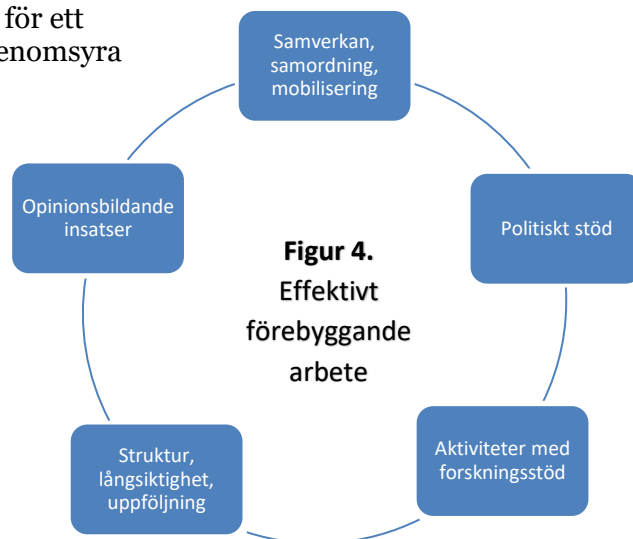 för ett
enomsyra
Samverkan,
samordning,
mobilisering
Politiskt stöd
Aktiviteter med
forskningsstöd
Struktur,
långsiktighet,
uppföljning
Opinionsbildande
insatser
Figur 4.
Effektivt
förebyggande
arbete